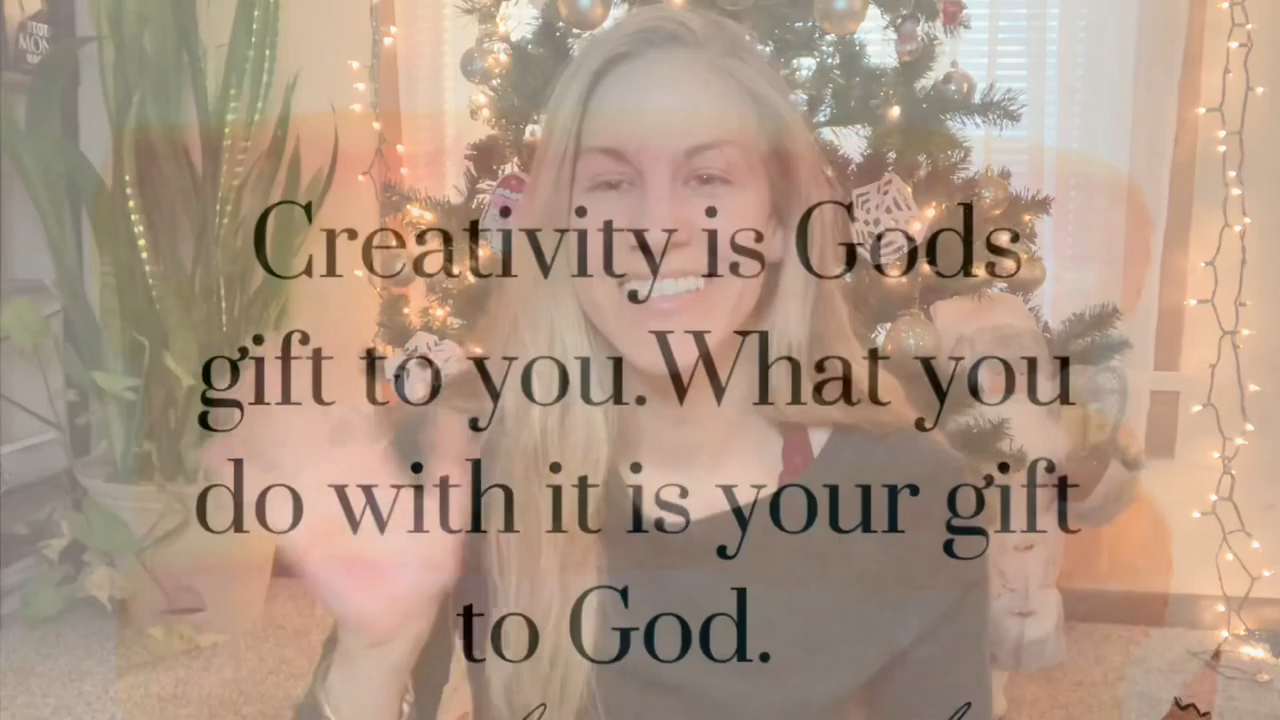 Creativity is Gods
gift to you.What you
do with it is your gift
to God.